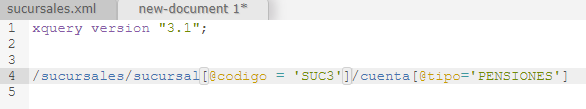 sucursales.xml new-document 1*
1 xquery version "3.1";
2
3
4 /sucursales/sucursal[@codigo = 'SUC3']/cuenta[@tipo='PENSIONES']
5